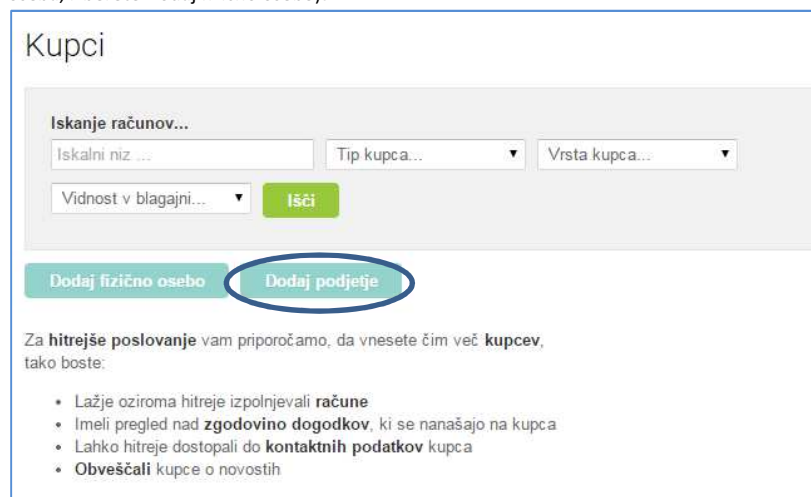 Kupci
Iskanje računov...
Iskalni niz ...
Tip kupca...
Vrsta kupca...
Vidnost v blagajni...
Išči
Dodaj fizično osebo
Dodaj podjetje
Za hitrejše poslovanje vam priporočamo, da vnesete čim več kupcev,
tako boste:
• Lažje oziroma hitreje izpolnjevali račune
• Imeli pregled nad zgodovino dogodkov, ki se nanašajo na kupca
• Lahko hitreje dostopali do kontaktnih podatkov kupca
• Obveščali kupce o novostih